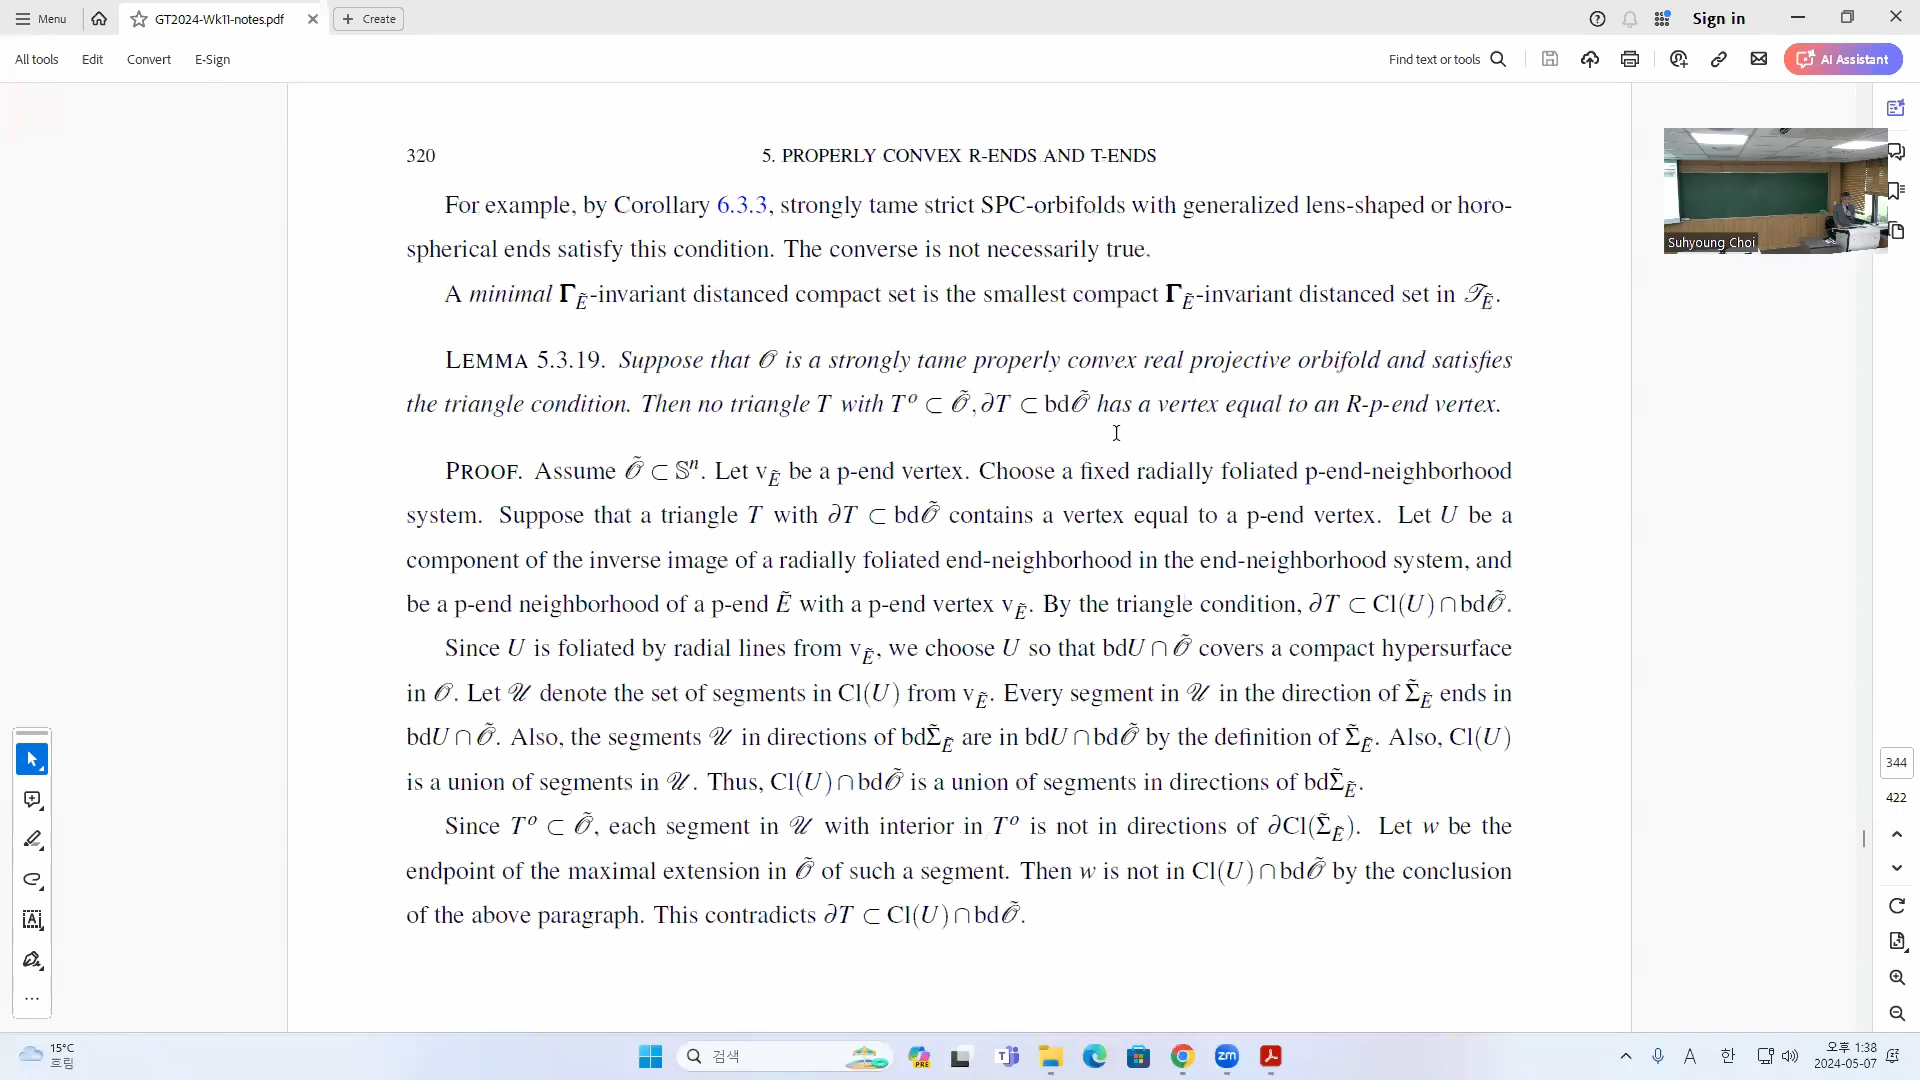 Menu
GT2024-Wk11-notes.pdf
Create
Sign in
All tools
Edit
Convert
E-Sign
Find text or tools
AI Assistant
320
5. PROPERLY CONVEX R-ENDS AND T-ENDS
For example, by Corollary 6.3.3, strongly tame strict SPC-orbifolds with generalized lens-shaped or horo-
spherical ends satisfy this condition. The converse is not necessarily true.
A minimal Γ_Ẽ-invariant distanced compact set is the smallest compact Γ_Ẽ-invariant distanced set in 𝒯_Ẽ.
LEMMA 5.3.19. Suppose that 𝒪 is a strongly tame properly convex real projective orbifold and satisfies
the triangle condition. Then no triangle T with Tᵒ ⊂ 𝒪̃, ∂T ⊂ bd𝒪̃ has a vertex equal to an R-p-end vertex.
PROOF. Assume 𝒪̃ ⊂ 𝕊ⁿ. Let v_Ẽ be a p-end vertex. Choose a fixed radially foliated p-end-neighborhood
system. Suppose that a triangle T with ∂T ⊂ bd𝒪̃ contains a vertex equal to a p-end vertex. Let U be a
component of the inverse image of a radially foliated end-neighborhood in the end-neighborhood system, and
be a p-end neighborhood of a p-end Ẽ with a p-end vertex v_Ẽ. By the triangle condition, ∂T ⊂ Cl(U)∩bd𝒪̃.
Since U is foliated by radial lines from v_Ẽ, we choose U so that bdU ∩ 𝒪̃ covers a compact hypersurface
in 𝒪. Let 𝒰 denote the set of segments in Cl(U) from v_Ẽ. Every segment in 𝒰 in the direction of Σ̃_Ẽ ends in
bdU ∩ 𝒪̃. Also, the segments 𝒰 in directions of bdΣ̃_Ẽ are in bdU ∩ bd𝒪̃ by the definition of Σ̃_Ẽ. Also, Cl(U)
is a union of segments in 𝒰. Thus, Cl(U)∩bd𝒪̃ is a union of segments in directions of bdΣ̃_Ẽ.
Since Tᵒ ⊂ 𝒪̃, each segment in 𝒰 with interior in Tᵒ is not in directions of ∂Cl(Σ̃_Ẽ). Let w be the
endpoint of the maximal extension in 𝒪̃ of such a segment. Then w is not in Cl(U)∩bd𝒪̃ by the conclusion
of the above paragraph. This contradicts ∂T ⊂ Cl(U)∩bd𝒪̃.
Suhyoung Choi
344
422
15°C
흐림
검색
PRE
zm
A
한
오후 1:38
2024-05-07